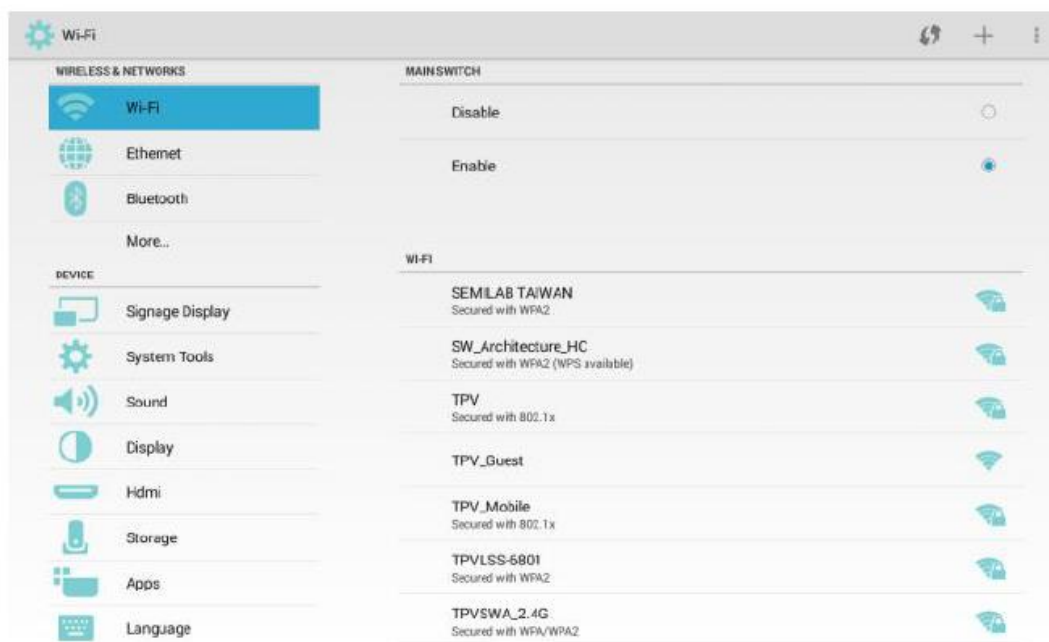 Wi-Fi
WIRELESS & NETWORKS
Wi-Fi
Ethernet
Bluetooth
More...
DEVICE
Signage Display
System Tools
Sound
Display
Hdmi
Storage
Apps
Language
MAIN SWITCH
Disable
Enable
WI-FI
SEMILAB TAIWAN
Secured with WPA2
SW_Architecture_HC
Secured with WPA2 (WPS available)
TPV
Secured with 802.1x
TPV_Guest
TPV_Mobile
Secured with 802.1x
TPVLSS-6801
Secured with WPA2
TPVSWA_2.4G
Secured with WPA/WPA2